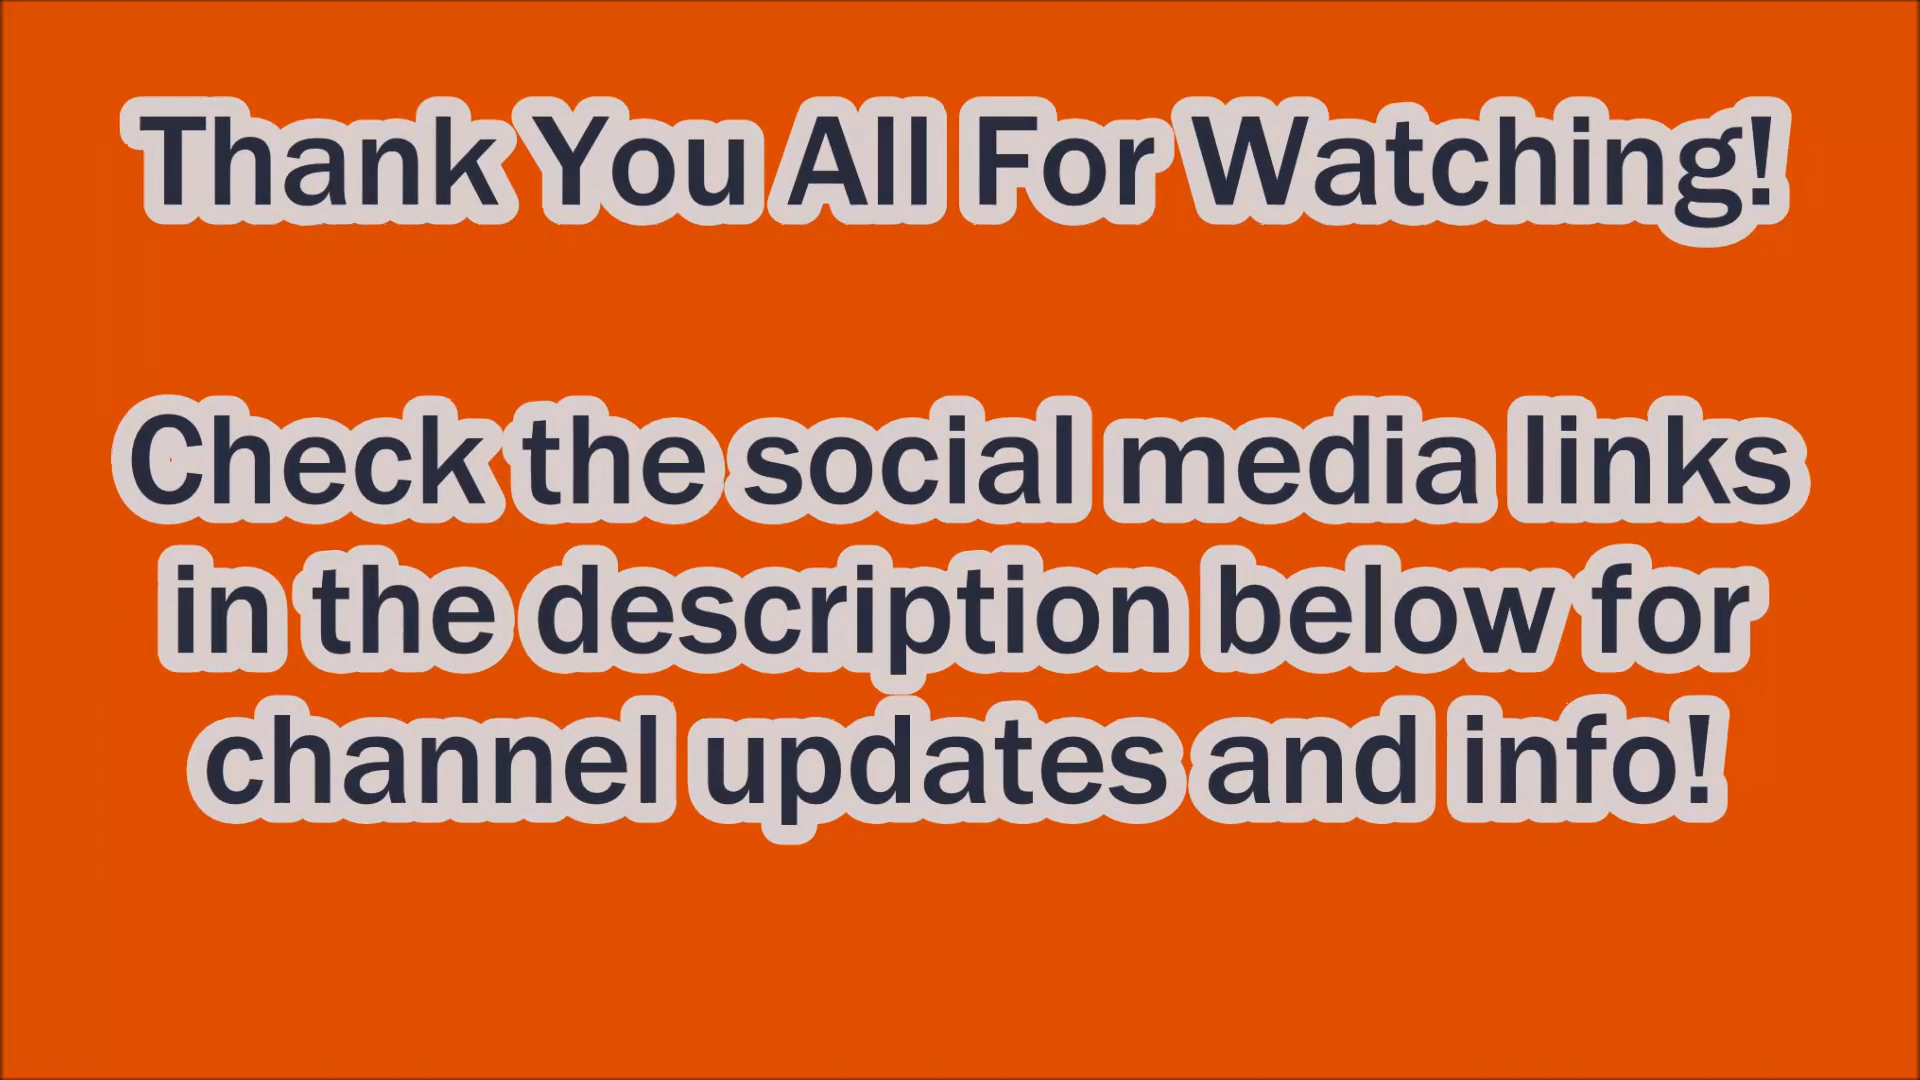 Thank You All For Watching!
Check the social media links
in the description below for
channel updates and info!